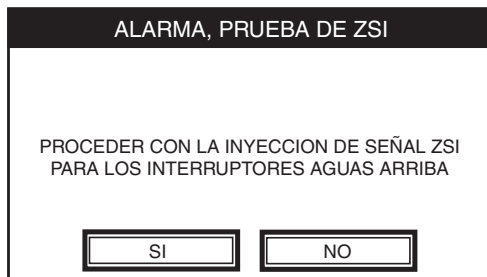 ALARMA, PRUEBA DE ZSI
PROCEDER CON LA INYECCION DE SEÑAL ZSI
PARA LOS INTERRUPTORES AGUAS ARRIBA
SI
NO